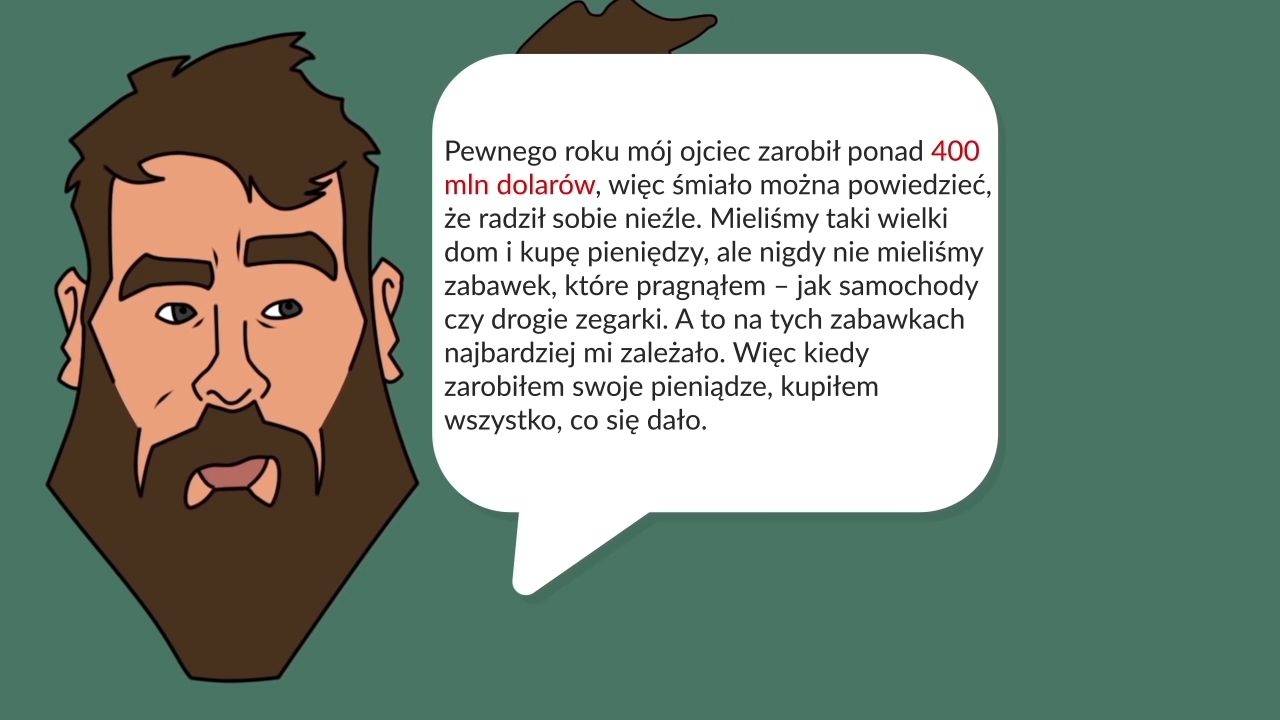 Pewnego roku mój ojciec zarobił ponad 400
mln dolarów, więc śmiało można powiedzieć,
że radził sobie nieźle. Mieliśmy taki wielki
dom i kupę pieniędzy, ale nigdy nie mieliśmy
zabawek, które pragnąłem – jak samochody
czy drogie zegarki. A to na tych zabawkach
najbardziej mi zależało. Więc kiedy
zarobiłem swoje pieniądze, kupiłem
wszystko, co się dało.